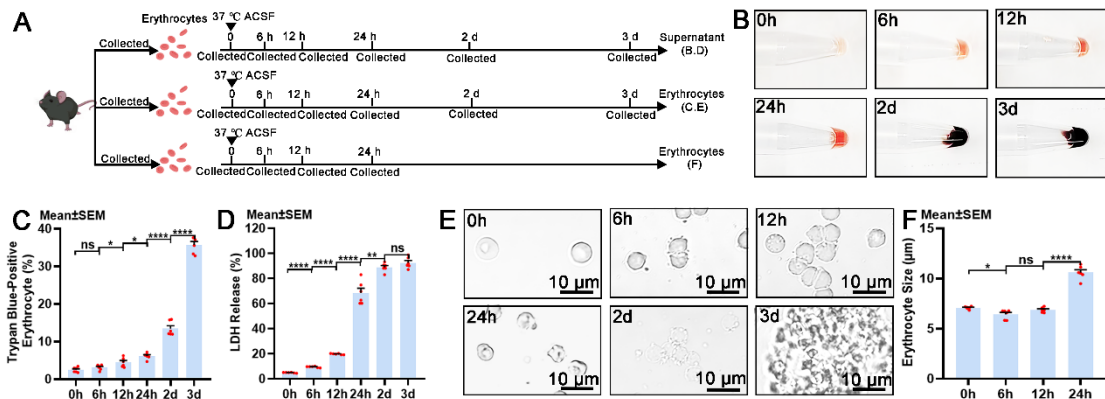 A
Erythrocytes
37 ℃ ACSF
Collected
0
6 h
12 h
24 h
2 d
3 d
Supernatant
(B.D)
Collected
Collected
Collected
Collected
Collected
Collected
37 ℃ ACSF
Collected
0
6 h
12 h
24 h
2 d
3 d
Erythrocytes
(C.E)
Collected
Collected
Collected
Collected
Collected
Collected
37 ℃ ACSF
Collected
0
6 h
12 h
24 h
Erythrocytes
(F)
Collected
Collected
Collected
Collected
B
0h
6h
12h
24h
2d
3d
C
Mean±SEM
ns
*
*
****
****
Trypan Blue-Positive
Erythrocyte (%)
40
30
20
10
0
0h 6h 12h 24h 2d 3d
D
Mean±SEM
****
****
****
**
ns
LDH Release (%)
100
80
60
40
20
0
0h 6h 12h 24h 2d 3d
E
0h
10 µm
6h
10 µm
12h
10 µm
24h
10 µm
2d
10 µm
3d
10 µm
F
Mean±SEM
*
ns
****
Erythrocyte Size (µm)
15
10
5
0
0h 6h 12h 24h